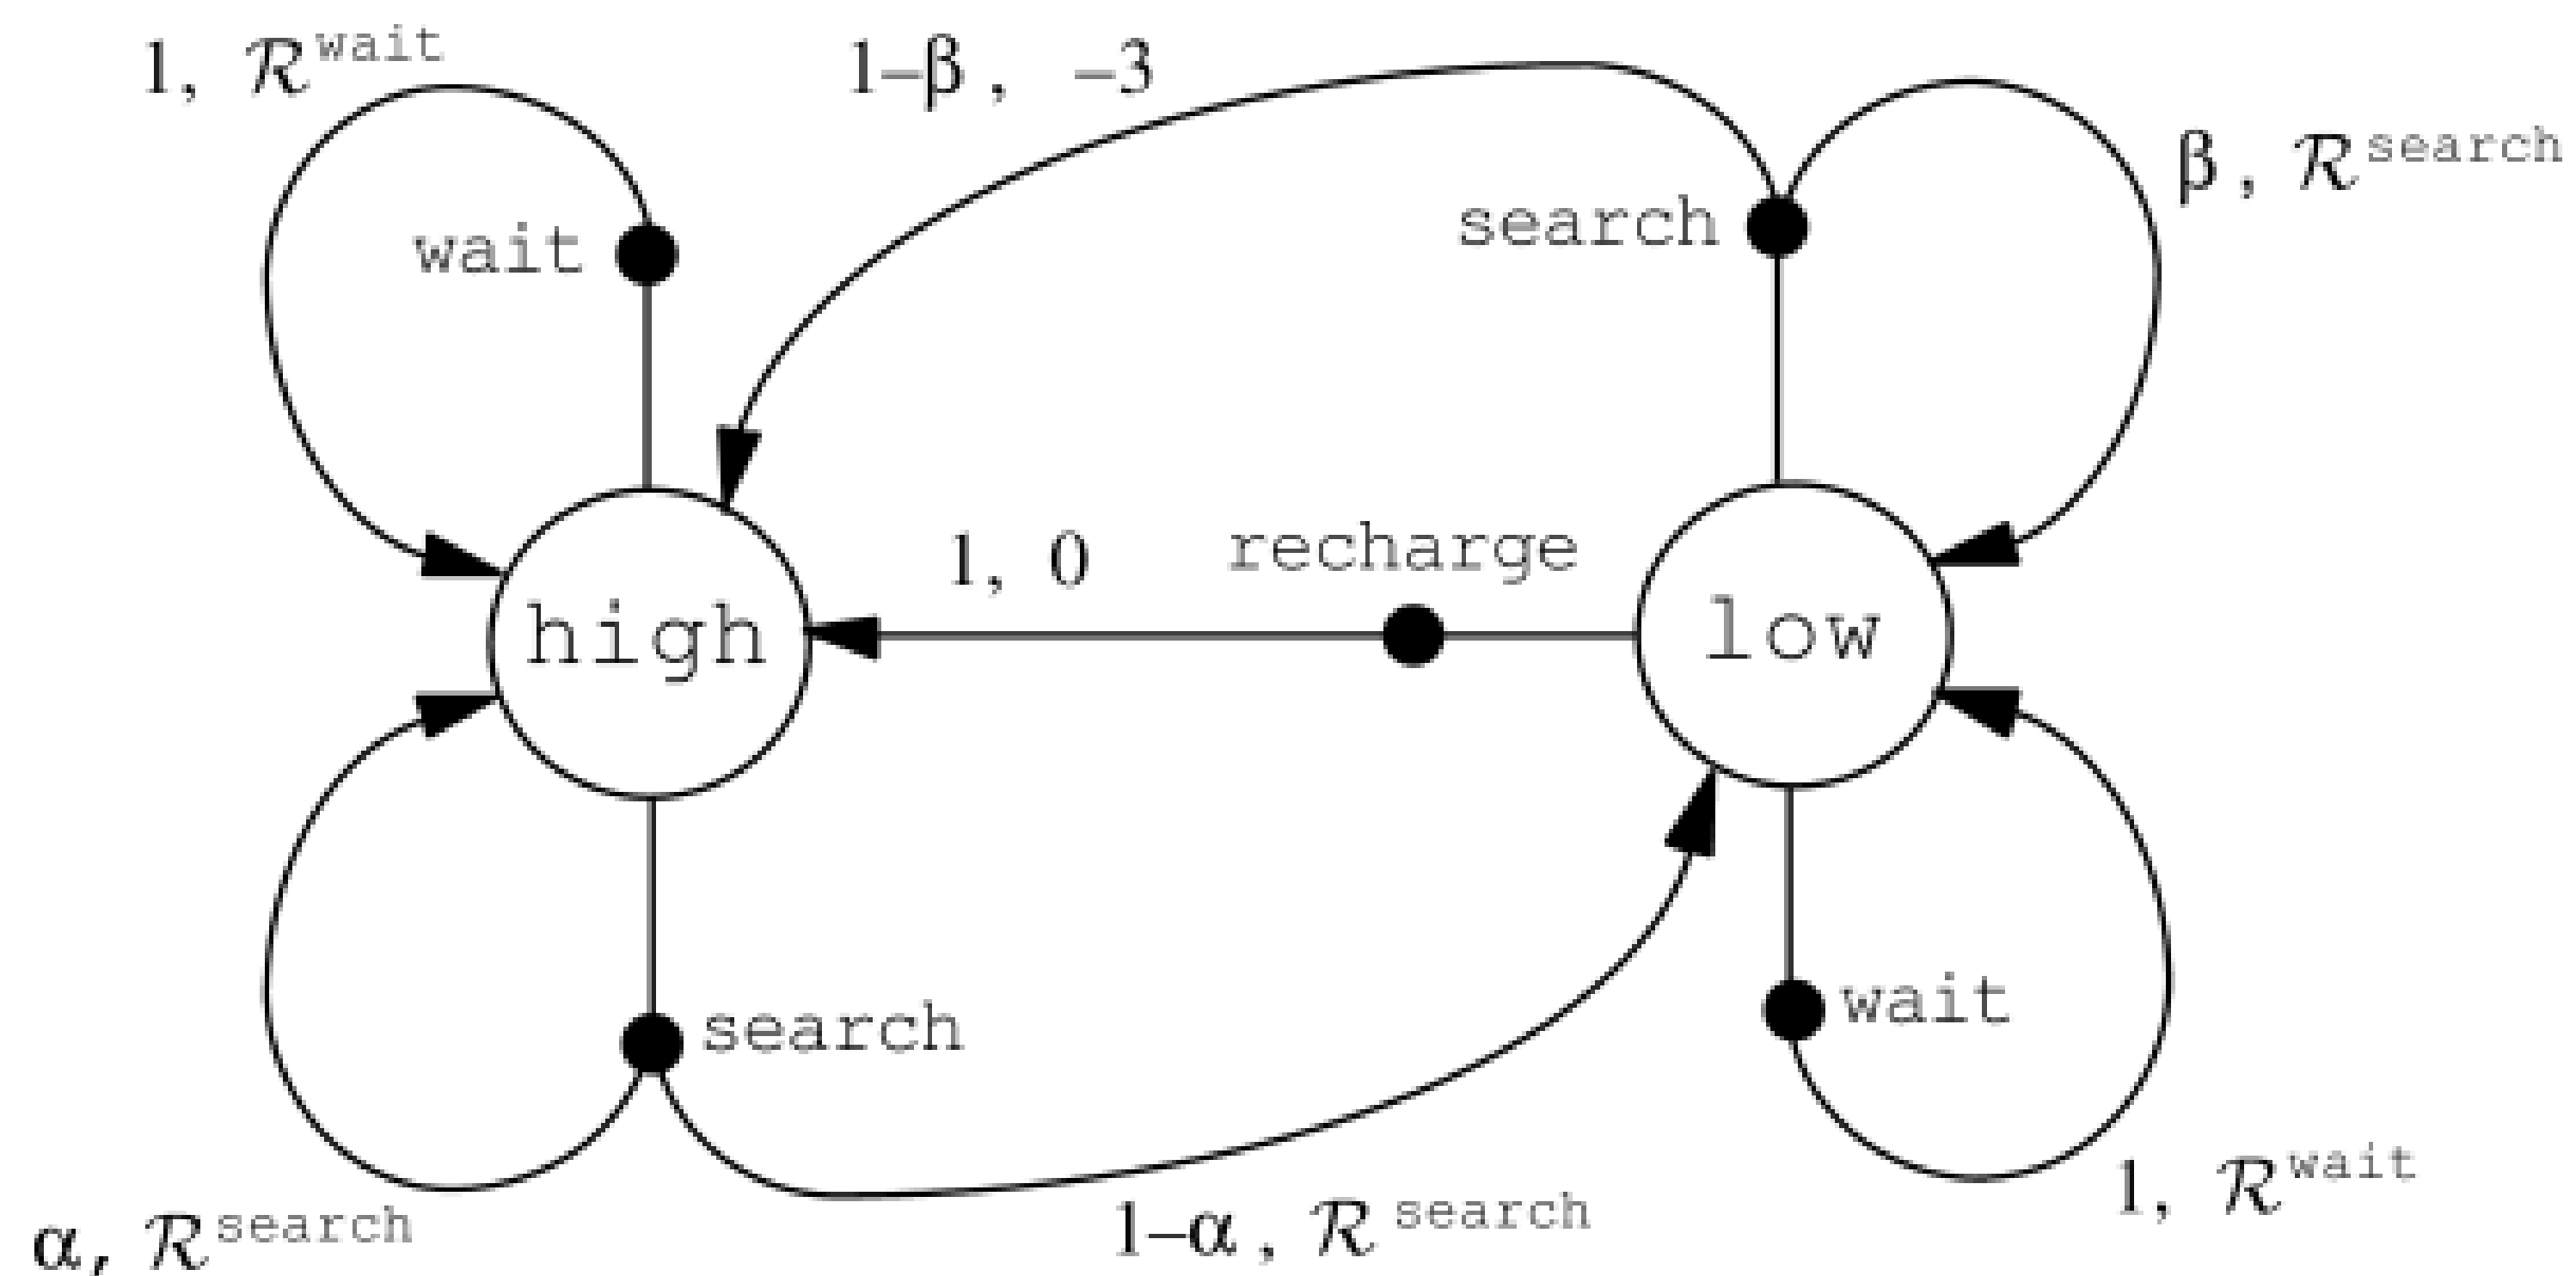 1, ℛ^wait
1–β , –3
β , ℛ^search
wait
search
1, 0
recharge
high
low
search
wait
α, ℛ^search
1–α , ℛ^search
1, ℛ^wait